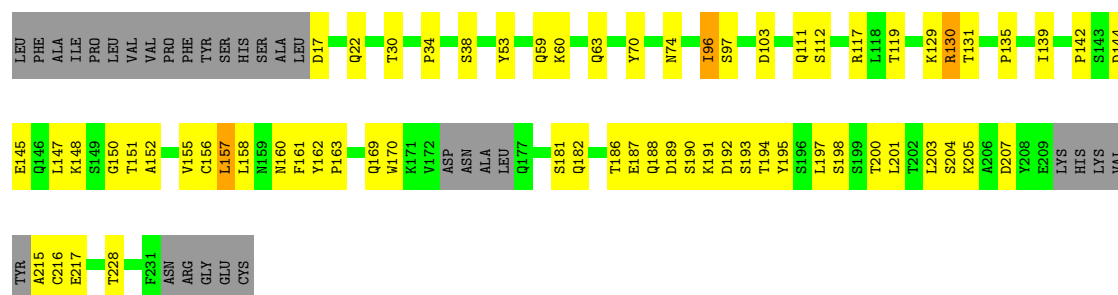 LEU PHE ALA ILE PRO LEU VAL VAL PRO PHE TYR SER HIS SER ALA LEU D17 Q22 T30 P34 S38 Y53 Q59 K60 Q63 Y70 N74 I96 S97 D103 Q111 S112 R117 L118 T119 K129 R130 T131 P135 I139 P142 S143 D144
E145 Q146 L147 K148 S149 G150 T151 A152 V155 C156 L157 L158 N159 N160 F161 Y162 P163 Q169 W170 K171 V172 ASP ASN ALA LEU Q177 S181 Q182 T186 E187 Q188 D189 S190 K191 D192 S193 T194 Y195 S196 L197 S198 S199 T200 L201 T202 L203 S204 K205 A206 D207 Y208 E209 LYS HIS LYS VAL
TYR A215 C216 E217 T228 F231 ASN ARG GLY GLU CYS